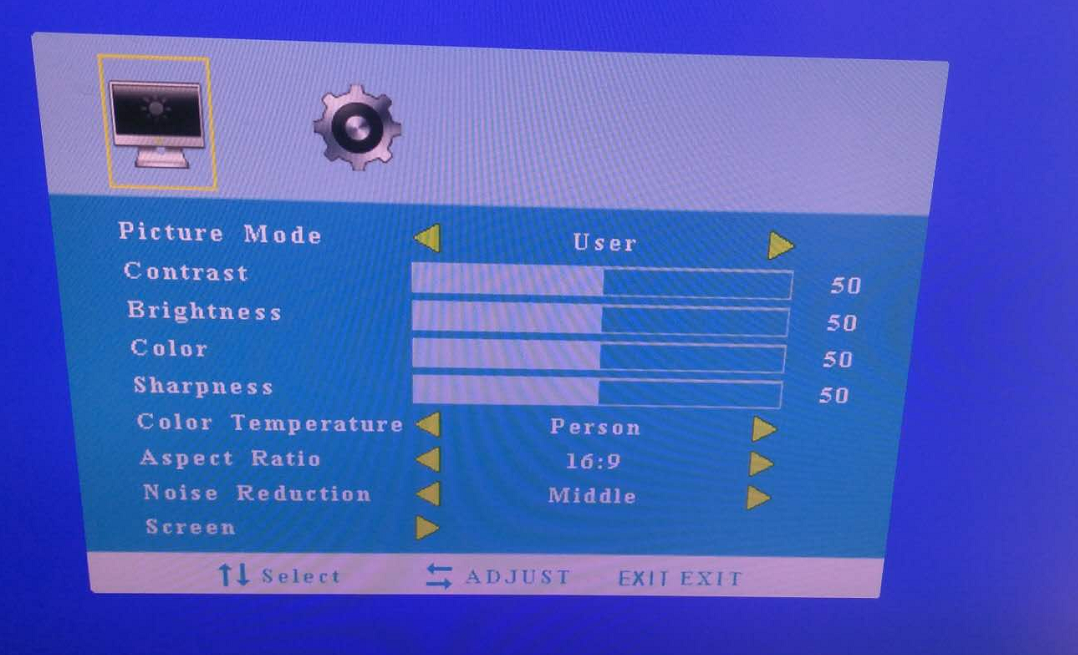 Picture Mode User
Contrast 50
Brightness 50
Color 50
Sharpness 50
Color Temperature Person
Aspect Ratio 16:9
Noise Reduction Middle
Screen
Select ADJUST EXIT EXIT